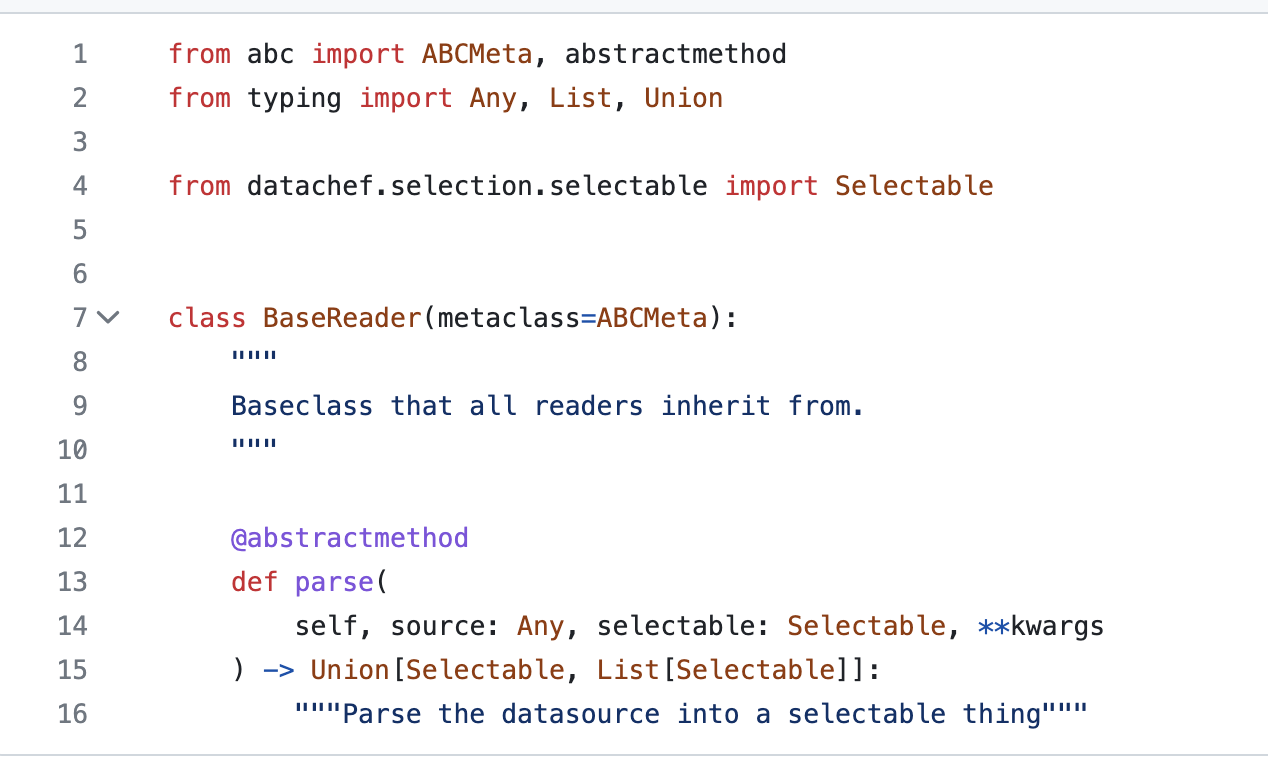 1 from abc import ABCMeta, abstractmethod
2 from typing import Any, List, Union
3
4 from datachef.selection.selectable import Selectable
5
6
7 class BaseReader(metaclass=ABCMeta):
8     """
9     Baseclass that all readers inherit from.
10     """
11
12     @abstractmethod
13     def parse(
14         self, source: Any, selectable: Selectable, **kwargs
15     ) -> Union[Selectable, List[Selectable]]:
16         """Parse the datasource into a selectable thing"""